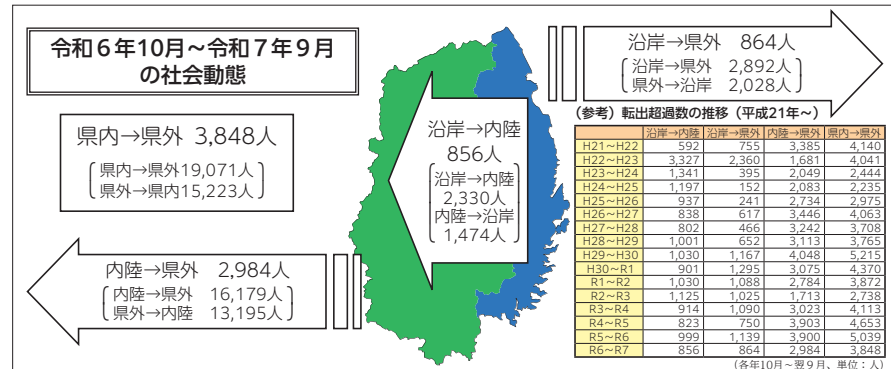 令和６年10月～令和７年９月
の社会動態
県内→県外 3,848人
県内→県外19,071人
県外→県内15,223人
内陸→県外 2,984人
内陸→県外 16,179人
県外→内陸 13,195人
沿岸→内陸
856人
沿岸→内陸
2,330人
内陸→沿岸
1,474人
沿岸→県外 864人
沿岸→県外 2,892人
県外→沿岸 2,028人
（参考）転出超過数の推移（平成21年～）
沿岸→内陸 沿岸→県外 内陸→県外 県内→県外
H21～H22 592 755 3,385 4,140
H22～H23 3,327 2,360 1,681 4,041
H23～H24 1,341 395 2,049 2,444
H24～H25 1,197 152 2,083 2,235
H25～H26 937 241 2,734 2,975
H26～H27 838 617 3,446 4,063
H27～H28 802 466 3,242 3,708
H28～H29 1,001 652 3,113 3,765
H29～H30 1,030 1,167 4,048 5,215
H30～R1 901 1,295 3,075 4,370
R1～R2 1,030 1,088 2,784 3,872
R2～R3 1,125 1,025 1,713 2,738
R3～R4 914 1,090 3,023 4,113
R4～R5 823 750 3,903 4,653
R5～R6 999 1,139 3,900 5,039
R6～R7 856 864 2,984 3,848
（各年10月～翌９月、単位：人）